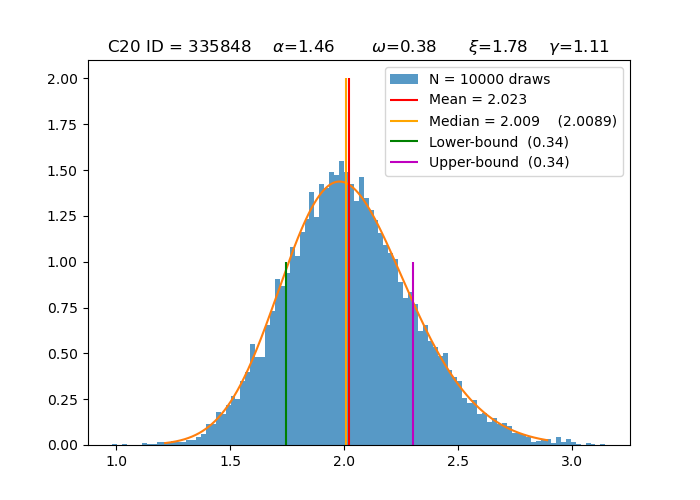 C20 ID = 335848 α=1.46 ω=0.38 ξ=1.78 γ=1.11
N = 10000 draws
Mean = 2.023
Median = 2.009 (2.0089)
Lower-bound (0.34)
Upper-bound (0.34)
2.00
1.75
1.50
1.25
1.00
0.75
0.50
0.25
0.00
1.0 1.5 2.0 2.5 3.0